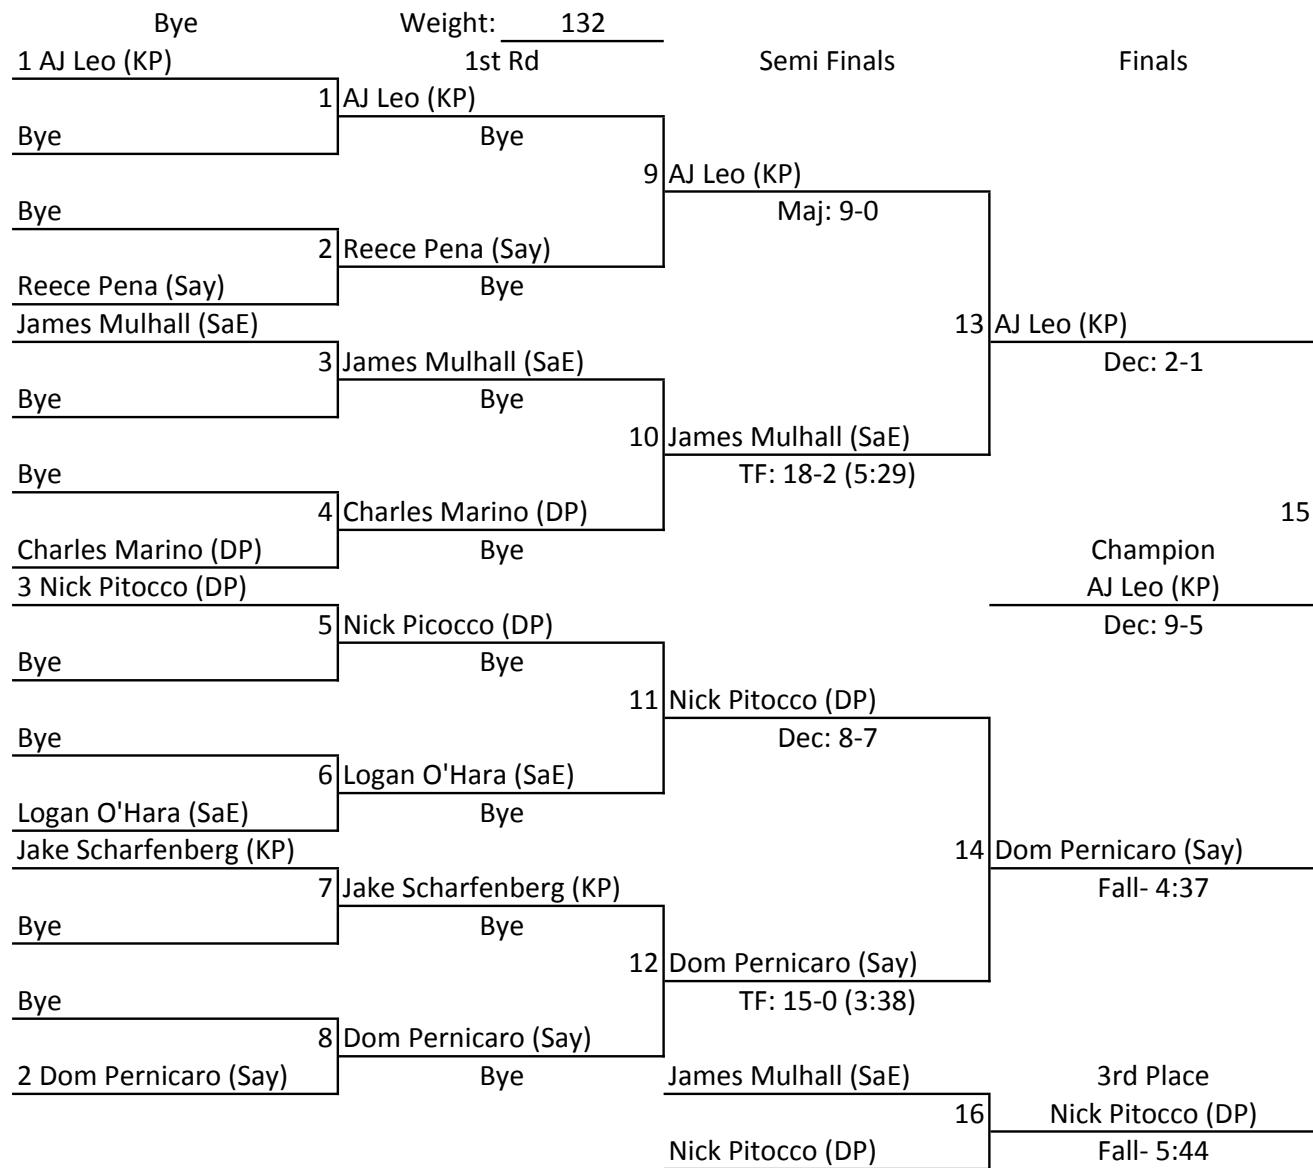 Bye Weight: 132
1 AJ Leo (KP) 1st Rd Semi Finals Finals
1 AJ Leo (KP)
Bye Bye
9 AJ Leo (KP)
Bye Maj: 9-0
2 Reece Pena (Say)
Reece Pena (Say) Bye
James Mulhall (SaE) 13 AJ Leo (KP)
3 James Mulhall (SaE) Dec: 2-1
Bye Bye
10 James Mulhall (SaE)
Bye TF: 18-2 (5:29)
4 Charles Marino (DP) 15
Charles Marino (DP) Bye Champion
3 Nick Pitocco (DP) AJ Leo (KP)
5 Nick Picocco (DP) Dec: 9-5
Bye Bye
11 Nick Pitocco (DP)
Bye Dec: 8-7
6 Logan O'Hara (SaE)
Logan O'Hara (SaE) Bye
Jake Scharfenberg (KP) 14 Dom Pernicaro (Say)
7 Jake Scharfenberg (KP) Fall- 4:37
Bye Bye
12 Dom Pernicaro (Say)
Bye TF: 15-0 (3:38)
8 Dom Pernicaro (Say)
2 Dom Pernicaro (Say) Bye James Mulhall (SaE) 3rd Place
16 Nick Pitocco (DP)
Nick Pitocco (DP) Fall- 5:44